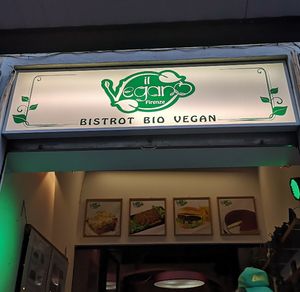 il
Vegano
Firenze
BISTROT BIO VEGAN